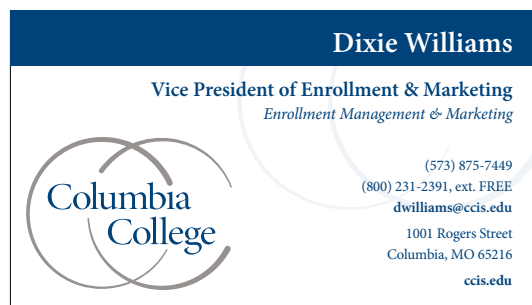 Dixie Williams
Vice President of Enrollment & Marketing
Enrollment Management & Marketing
Columbia
College
(573) 875-7449
(800) 231-2391, ext. FREE
dwilliams@ccis.edu
1001 Rogers Street
Columbia, MO 65216
ccis.edu